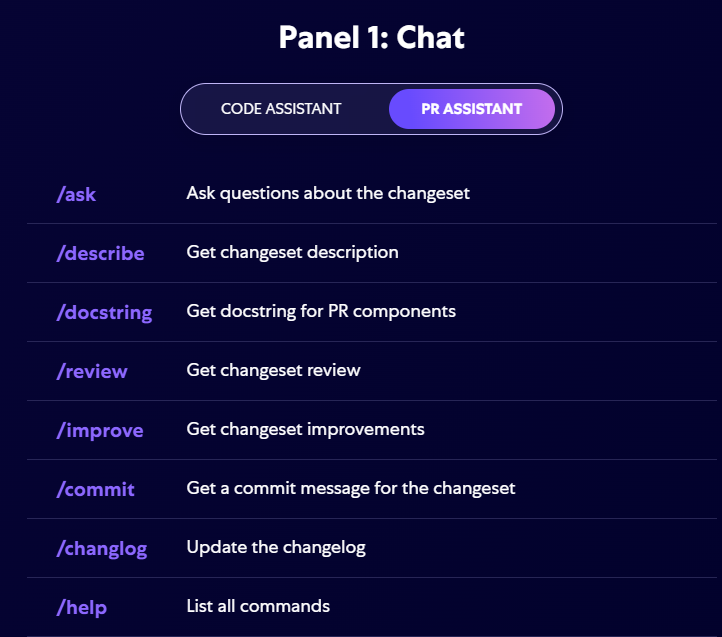 Panel 1: Chat
CODE ASSISTANT PR ASSISTANT
/ask Ask questions about the changeset
/describe Get changeset description
/docstring Get docstring for PR components
/review Get changeset review
/improve Get changeset improvements
/commit Get a commit message for the changeset
/changlog Update the changelog
/help List all commands